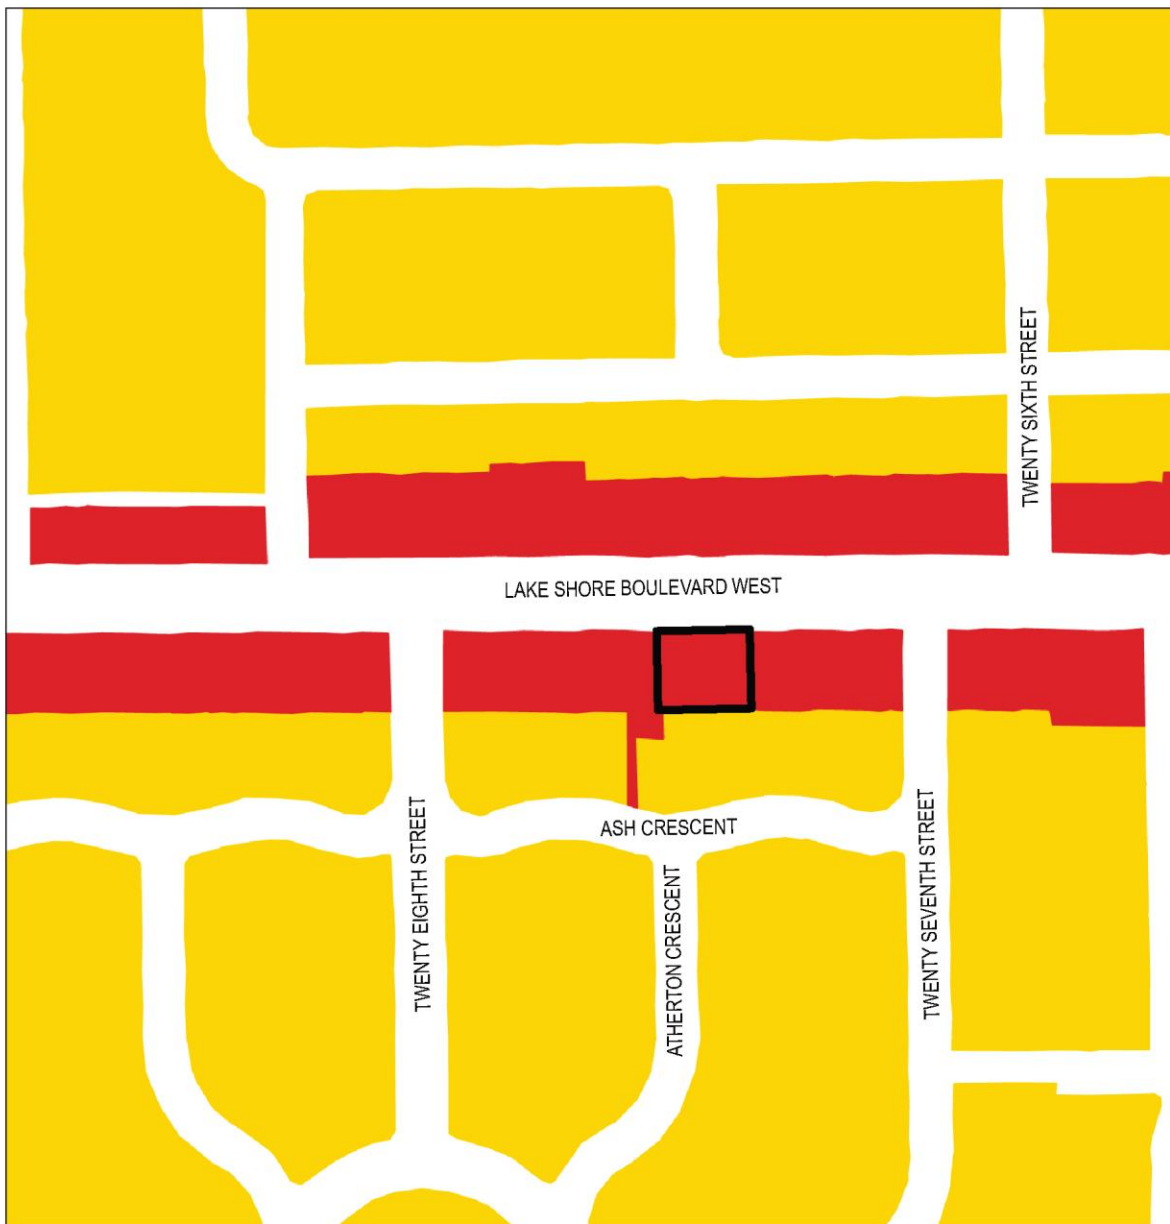 TWENTY SIXTH STREET
LAKE SHORE BOULEVARD WEST
ASH CRESCENT
TWENTY EIGHTH STREET
ATHERTON CRESCENT
TWENTY SEVENTH STREET